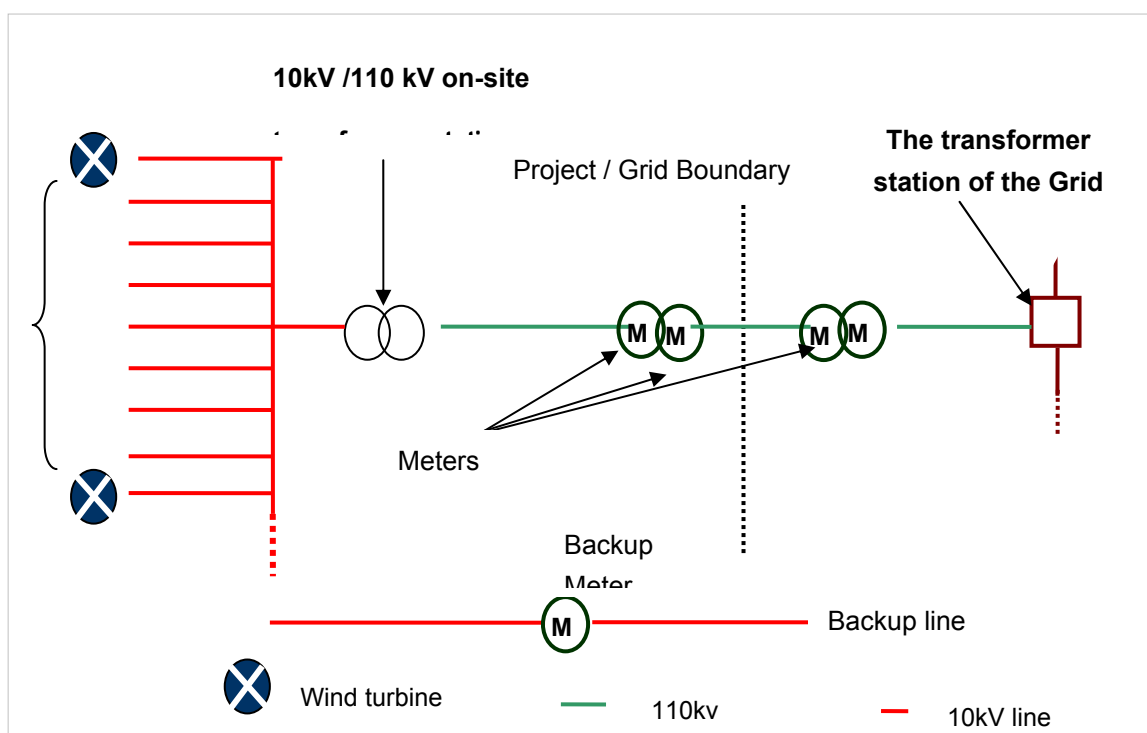 10kV /110 kV on-site
Project / Grid Boundary
The transformer
station of the Grid
M M M M
Meters
Backup
Meter
M
Backup line
Wind turbine
110kv
10kV line